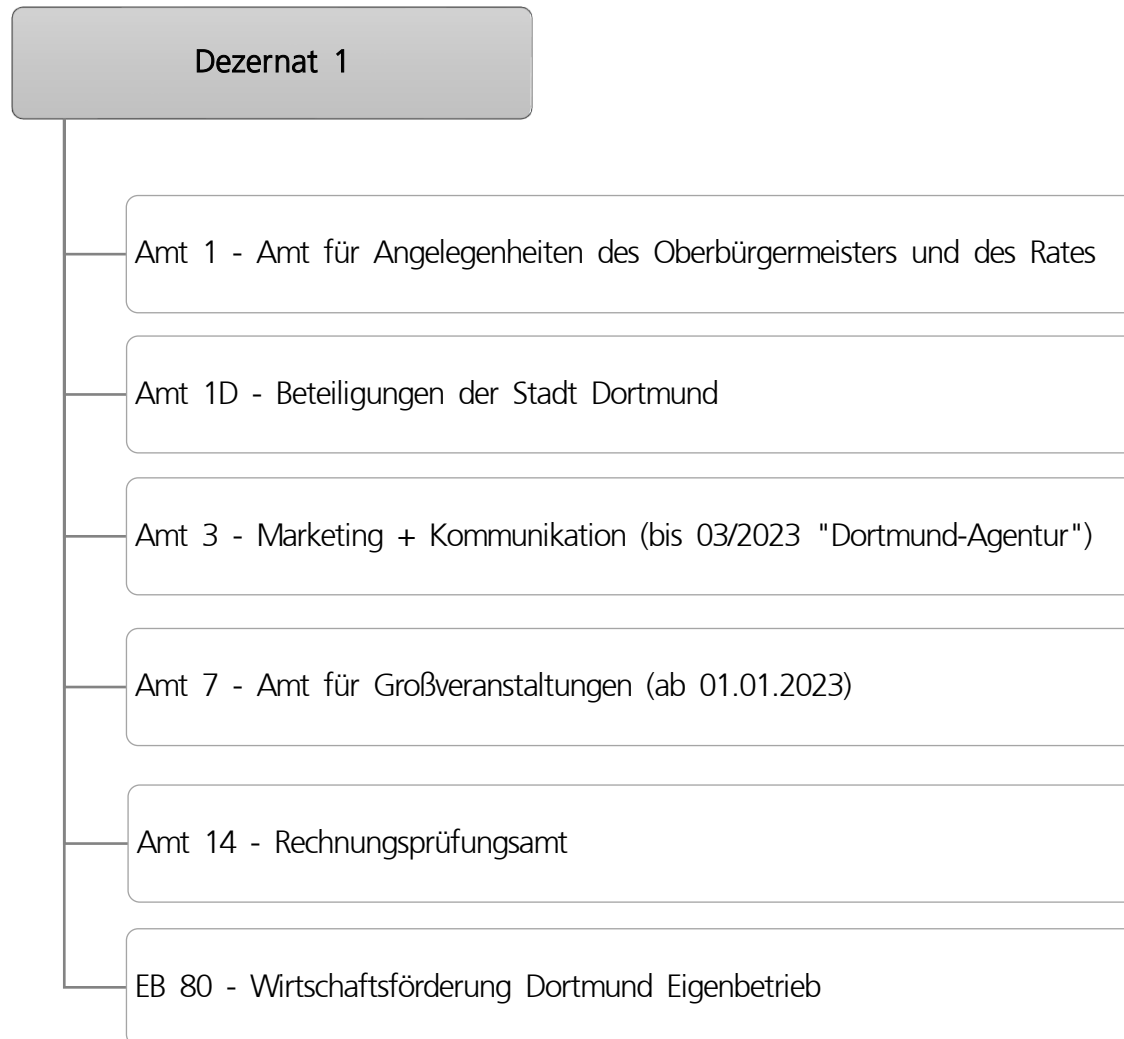 Dezernat 1
Amt 1 - Amt für Angelegenheiten des Oberbürgermeisters und des Rates
Amt 1D - Beteiligungen der Stadt Dortmund
Amt 3 - Marketing + Kommunikation (bis 03/2023 "Dortmund-Agentur")
Amt 7 - Amt für Großveranstaltungen (ab 01.01.2023)
Amt 14 - Rechnungsprüfungsamt
EB 80 - Wirtschaftsförderung Dortmund Eigenbetrieb